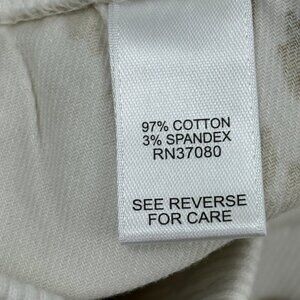 97% COTTON
3% SPANDEX
RN37080
SEE REVERSE
FOR CARE